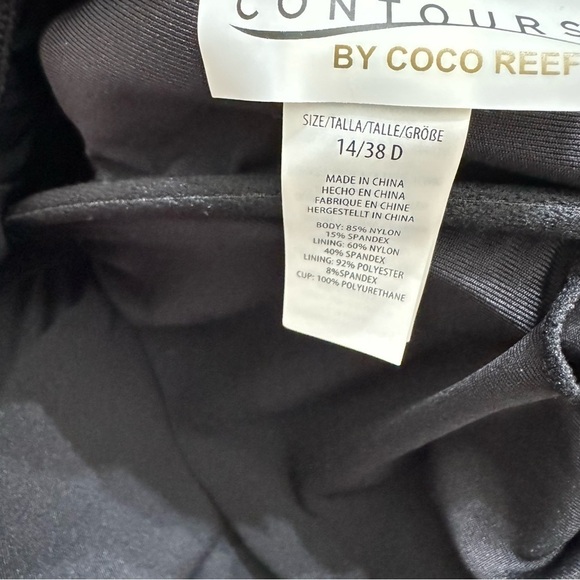 CONTOURS
BY COCO REEF
SIZE/TALLA/TALLE/GRÖßE
14/38 D
MADE IN CHINA
HECHO EN CHINA
FABRIQUE EN CHINE
HERGESTELLT IN CHINA
BODY: 85% NYLON
15% SPANDEX
LINING: 60% NYLON
40% SPANDEX
LINING: 92% POLYESTER
8%SPANDEX
CUP: 100% POLYURETHANE